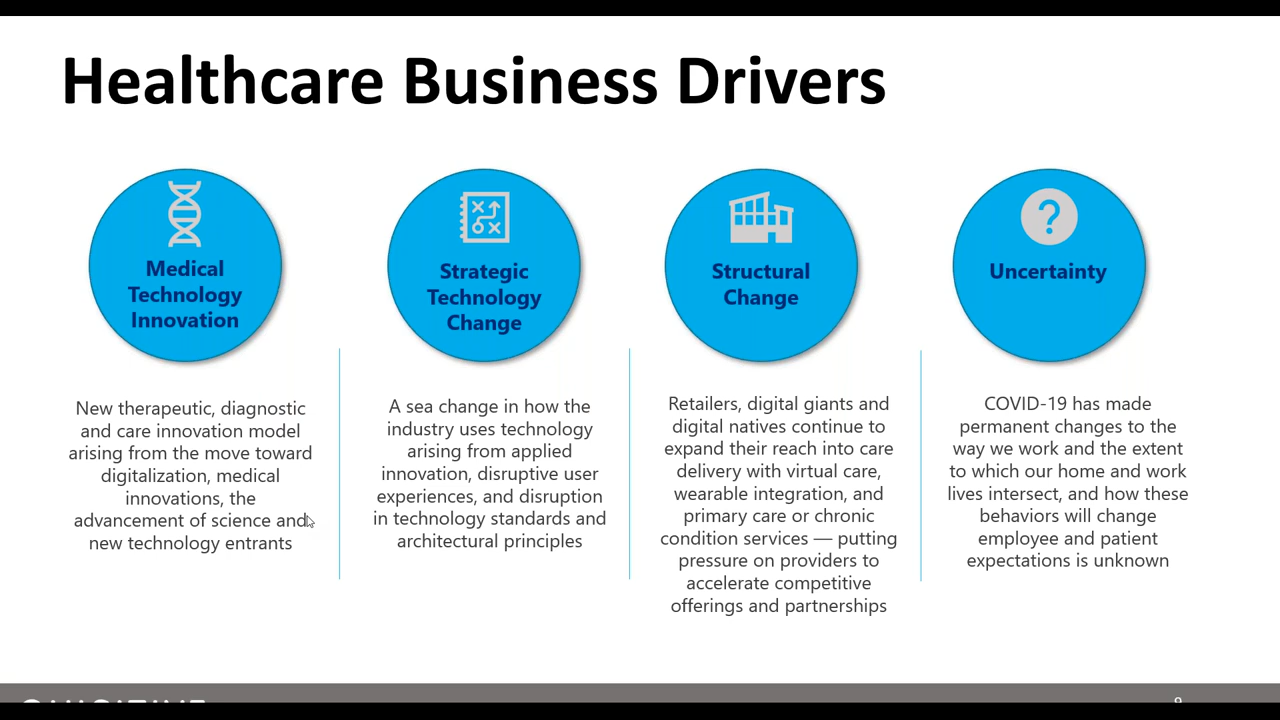 Healthcare Business Drivers
Medical
Technology
Innovation
New therapeutic, diagnostic
and care innovation model
arising from the move toward
digitalization, medical
innovations, the
advancement of science and
new technology entrants
Strategic
Technology
Change
A sea change in how the
industry uses technology
arising from applied
innovation, disruptive user
experiences, and disruption
in technology standards and
architectural principles
Structural
Change
Retailers, digital giants and
digital natives continue to
expand their reach into care
delivery with virtual care,
wearable integration, and
primary care or chronic
condition services — putting
pressure on providers to
accelerate competitive
offerings and partnerships
?
Uncertainty
COVID-19 has made
permanent changes to the
way we work and the extent
to which our home and work
lives intersect, and how these
behaviors will change
employee and patient
expectations is unknown